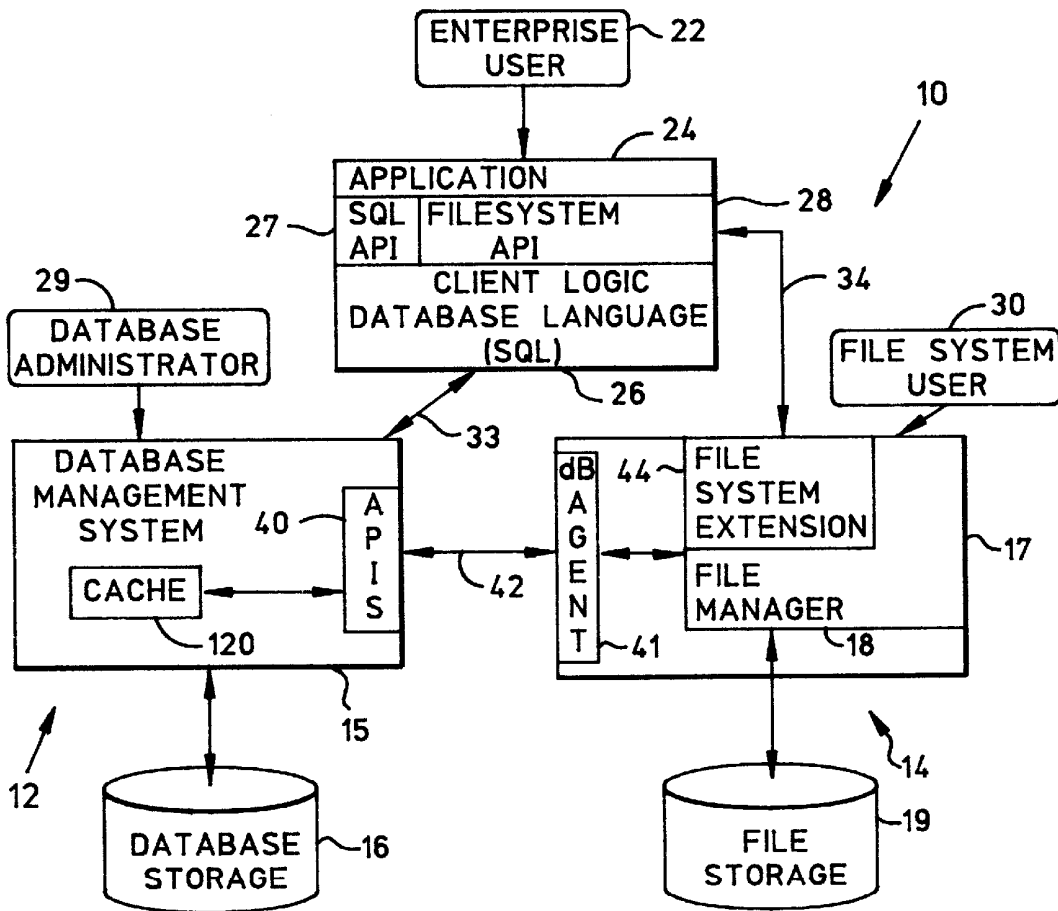 ENTERPRISE
USER
22
10
24
APPLICATION
27
SQL
API
FILESYSTEM
API
28
CLIENT LOGIC
DATABASE LANGUAGE
(SQL)
26
29
DATABASE
ADMINISTRATOR
33
34
30
FILE SYSTEM
USER
DATABASE
MANAGEMENT
SYSTEM
40
APIS
CACHE
120
42
dB
AGENT
41
44
FILE
SYSTEM
EXTENSION
FILE
MANAGER
18
17
15
12
14
DATABASE
STORAGE
16
FILE
STORAGE
19